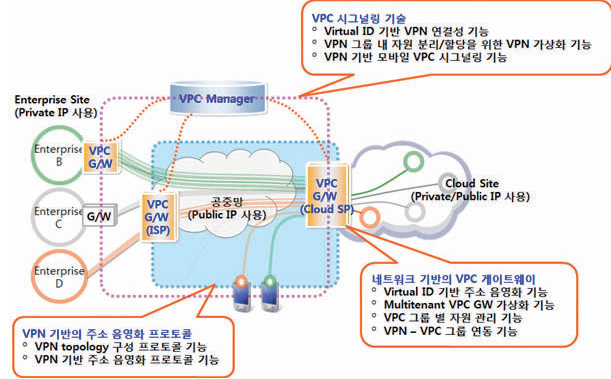 VPC 시그널링 기술
° Virtual ID 기반 VPN 연결성 기능
° VPN 그룹 내 자원 분리/할당을 위한 VPN 가상화 기능
° VPN 기반 모바일 VPC 시그널링 기능
VPC Manager
Enterprise Site
(Private IP 사용)
Enterprise
B
VPC
G/W
Enterprise
C
G/W
VPC
G/W
(ISP)
공중망
(Public IP 사용)
VPC
G/W
(Cloud SP)
Cloud Site
(Private/Public IP 사용)
Enterprise
D
네트워크 기반의 VPC 게이트웨이
° Virtual ID 기반 주소 음영화 기능
° Multitenant VPC GW 가상화 기능
° VPC 그룹 별 자원 관리 기능
° VPN – VPC 그룹 연동 기능
VPN 기반의 주소 음영화 프로토콜
° VPN topology 구성 프로토콜 기능
° VPN 기반 주소 음영화 프로토콜 기능